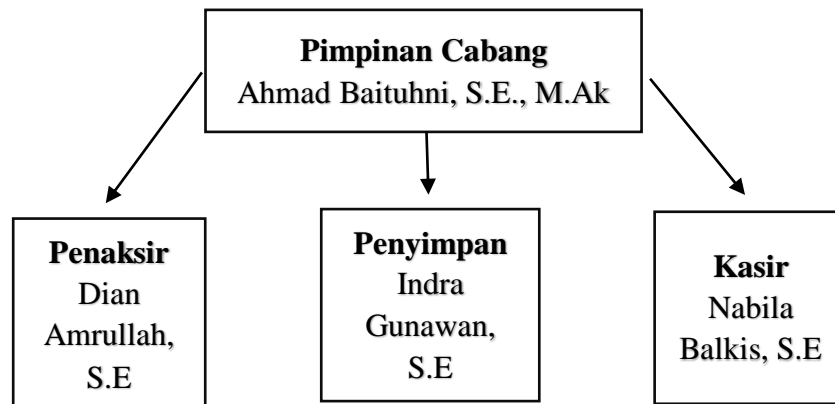 Pimpinan Cabang
Ahmad Baituhni, S.E., M.Ak
Penaksir
Dian
Amrullah,
S.E
Penyimpan
Indra
Gunawan,
S.E
Kasir
Nabila
Balkis, S.E